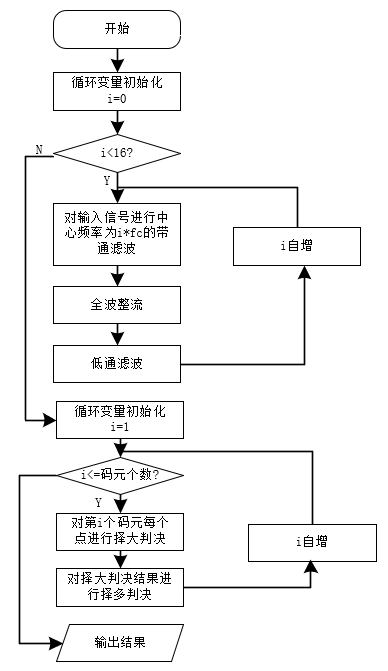 开始
循环变量初始化
i=0
i<16?
N
Y
对输入信号进行中
心频率为i*fc的带
通滤波
i自增
全波整流
低通滤波
循环变量初始化
i=1
i<=码元个数?
Y
对第i个码元每个
点进行择大判决
i自增
对择大判决结果进
行择多判决
输出结果